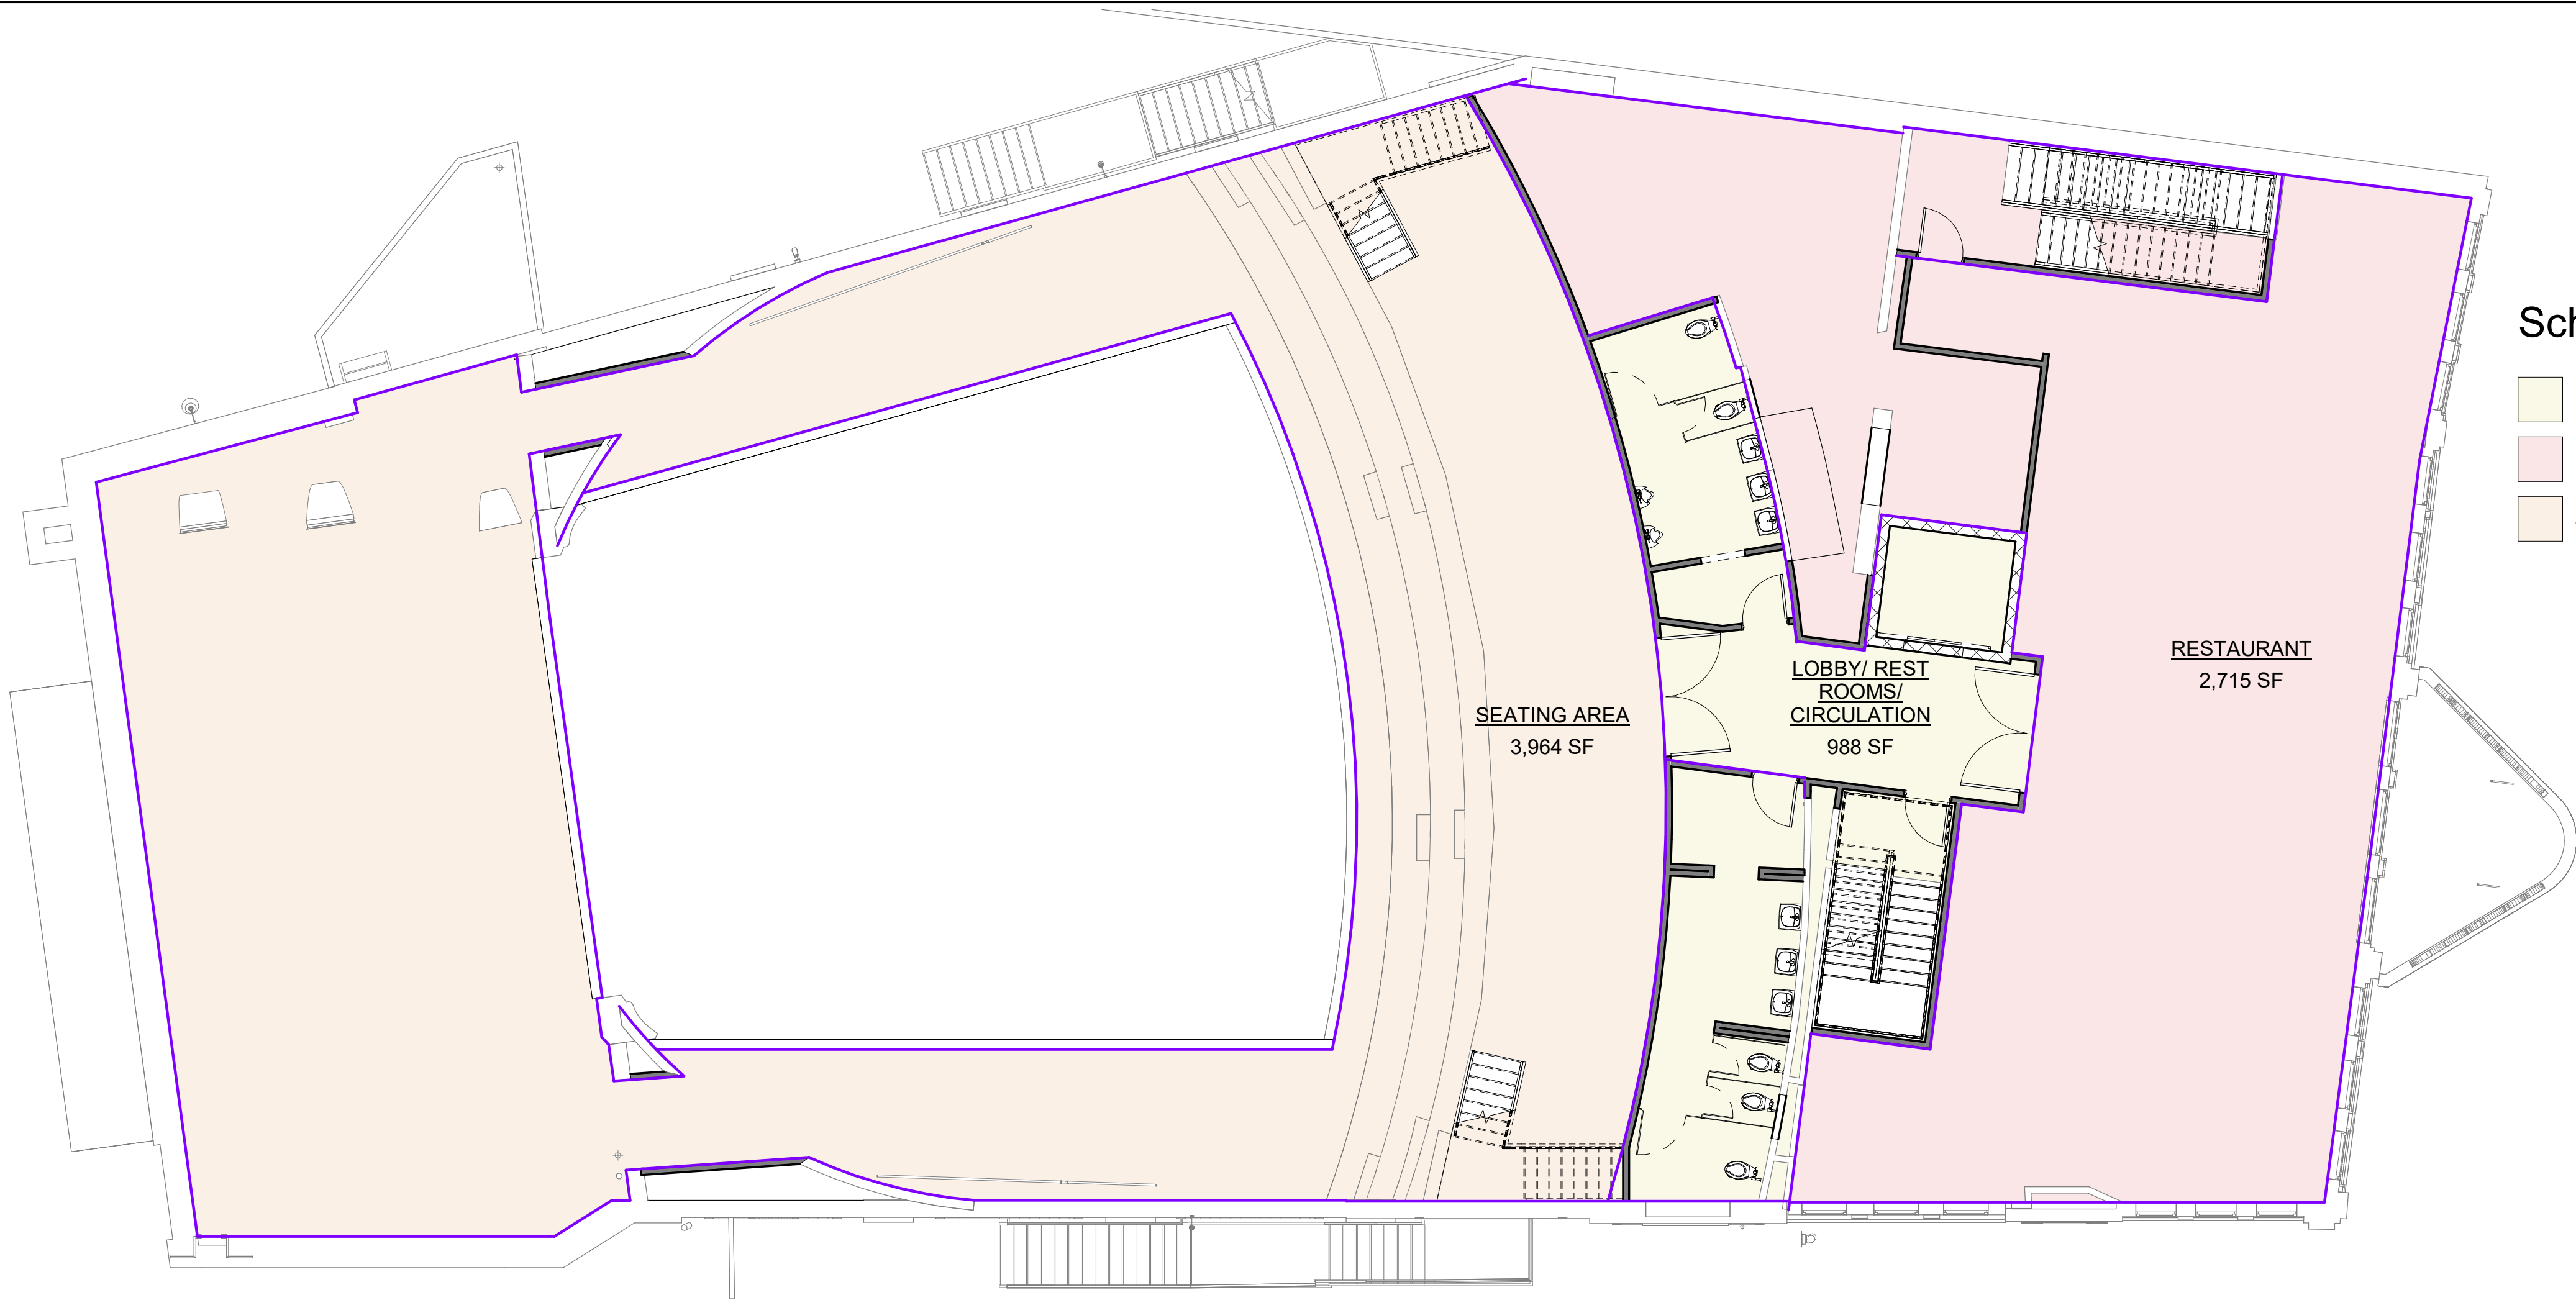 Sch
RESTAURANT
2,715 SF
LOBBY/ REST
ROOMS/
CIRCULATION
988 SF
SEATING AREA
3,964 SF